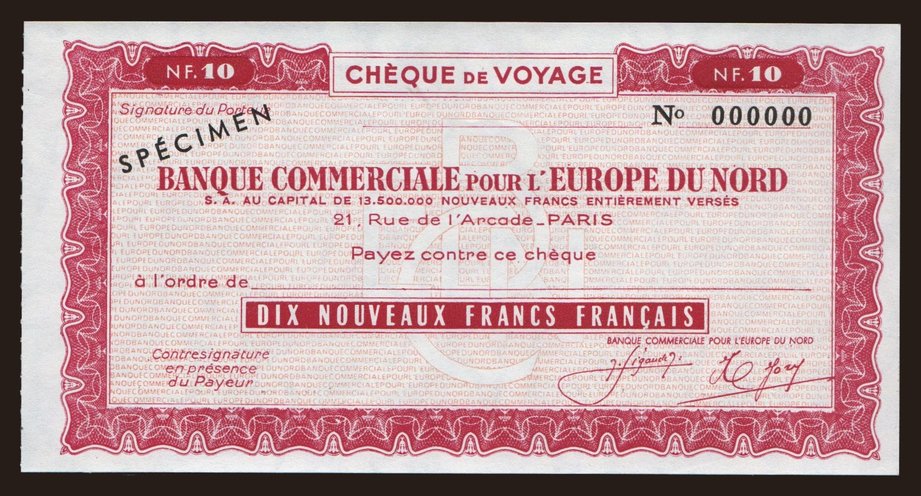 NF. 10
CHÈQUE DE VOYAGE
NF. 10
Signature du Porteur
Nº 000000
SPÉCIMEN
BANQUE COMMERCIALE POUR L'EUROPE DU NORD
S. A. AU CAPITAL DE 13.500.000 NOUVEAUX FRANCS ENTIÈREMENT VERSÉS
21, Rue de l'Arcade_PARIS
Payez contre ce chèque
à l'ordre de
DIX NOUVEAUX FRANCS FRANÇAIS
BANQUE COMMERCIALE POUR L'EUROPE DU NORD
Contresignature
en présence
du Payeur